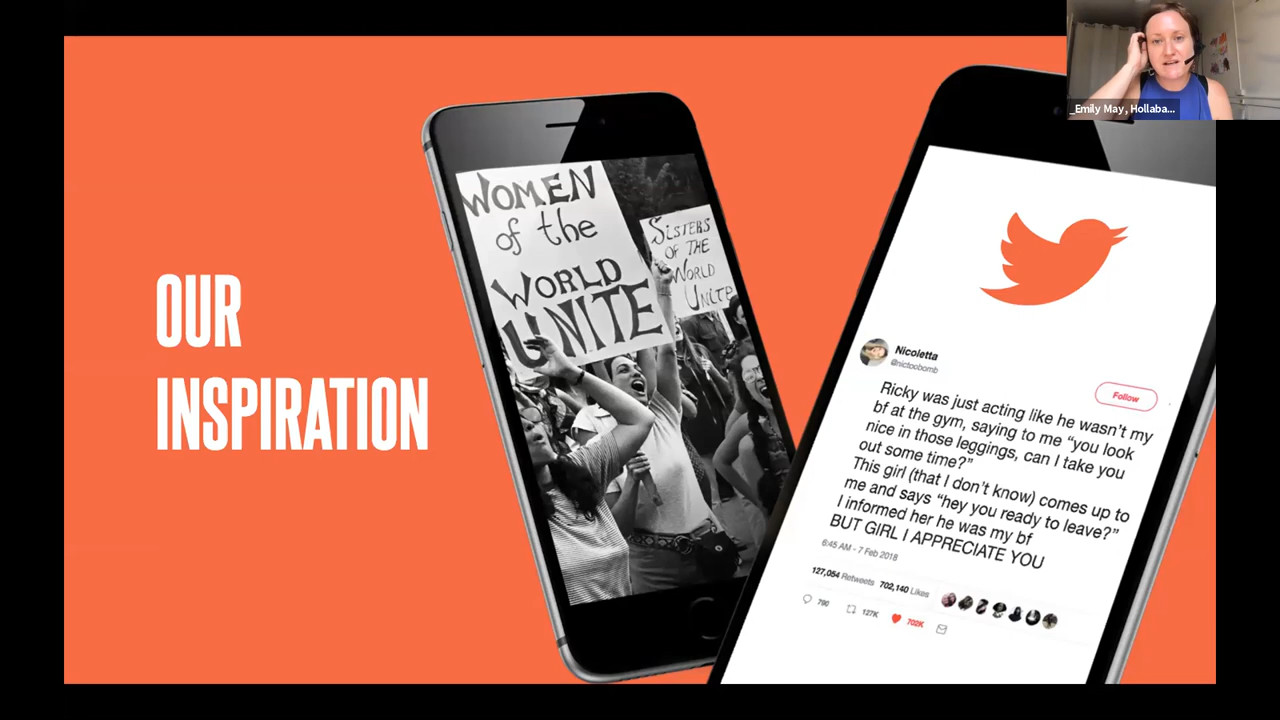 _Emily May, Hollaba...
OUR
INSPIRATION
WOMEN
of the
WORLD
UNITE
SISTERS
OF THE
WORLD
UNITE
Nicoletta
@nictoobomb
Follow
Ricky was just acting like he wasn't my
bf at the gym, saying to me “you look
nice in those leggings, can I take you
out some time?”
This girl (that I don't know) comes up to
me and says “hey you ready to leave?”
I informed her he was my bf
BUT GIRL I APPRECIATE YOU
6:45 AM - 7 Feb 2018
127,054 Retweets 702,140 Likes
790 127K 702K